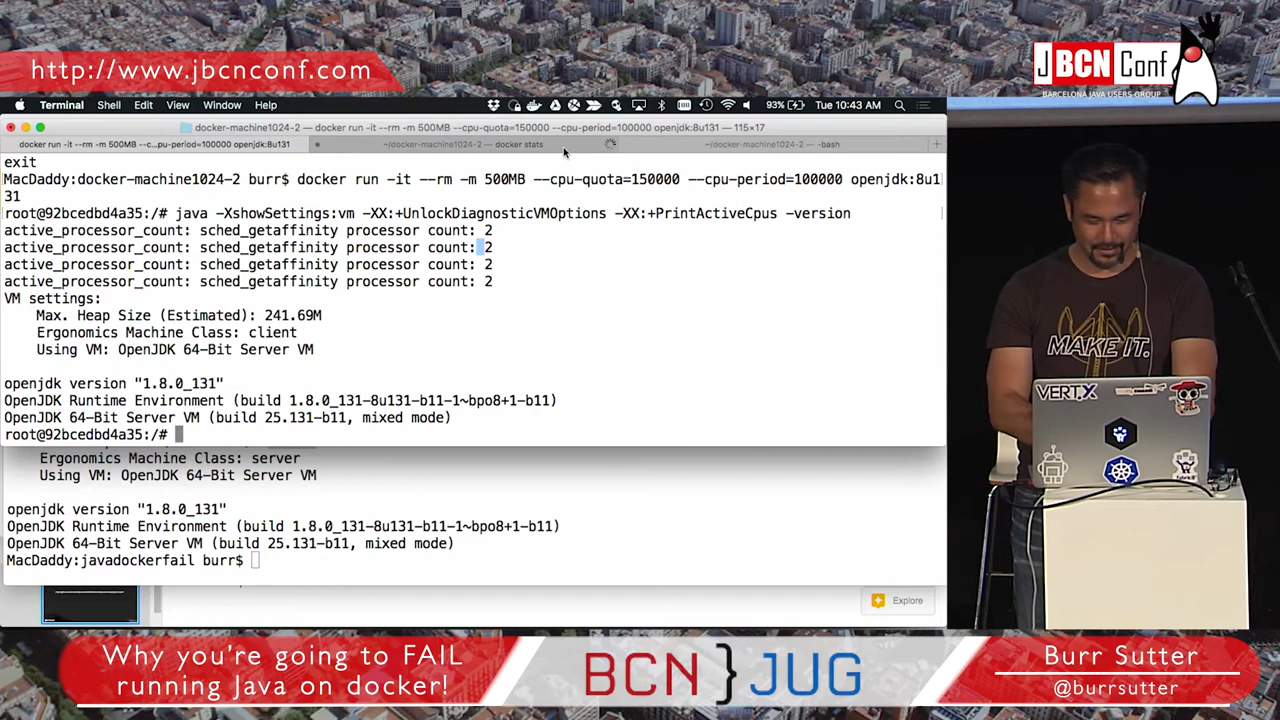 http://www.jbcnconf.com
JBCNConf
BARCELONA JAVA USERS GROUP
Terminal Shell Edit View Window Help
93% Tue 10:43 AM
docker-machine1024-2 — docker run -it --rm -m 500MB --cpu-quota=150000 --cpu-period=100000 openjdk:8u131 — 115×17
docker run -it --rm -m 500MB --c...pu-period=100000 openjdk:8u131
~/docker-machine1024-2 — docker stats
~/docker-machine1024-2 — -bash
+
exit
MacDaddy:docker-machine1024-2 burr$ docker run -it --rm -m 500MB --cpu-quota=150000 --cpu-period=100000 openjdk:8u1
31
root@92bcedbd4a35:/# java -XshowSettings:vm -XX:+UnlockDiagnosticVMOptions -XX:+PrintActiveCpus -version
active_processor_count: sched_getaffinity processor count: 2
active_processor_count: sched_getaffinity processor count: 2
active_processor_count: sched_getaffinity processor count: 2
active_processor_count: sched_getaffinity processor count: 2
VM settings:
Max. Heap Size (Estimated): 241.69M
Ergonomics Machine Class: client
Using VM: OpenJDK 64-Bit Server VM
openjdk version "1.8.0_131"
OpenJDK Runtime Environment (build 1.8.0_131-8u131-b11-1~bpo8+1-b11)
OpenJDK 64-Bit Server VM (build 25.131-b11, mixed mode)
root@92bcedbd4a35:/#
Ergonomics Machine Class: server
Using VM: OpenJDK 64-Bit Server VM
openjdk version "1.8.0_131"
OpenJDK Runtime Environment (build 1.8.0_131-8u131-b11-1~bpo8+1-b11)
OpenJDK 64-Bit Server VM (build 25.131-b11, mixed mode)
MacDaddy:javadockerfail burr$
Explore
MAKE IT.
VERT.X
Why you're going to FAIL
running Java on docker!
BCN}JUG
Burr Sutter
@burrsutter